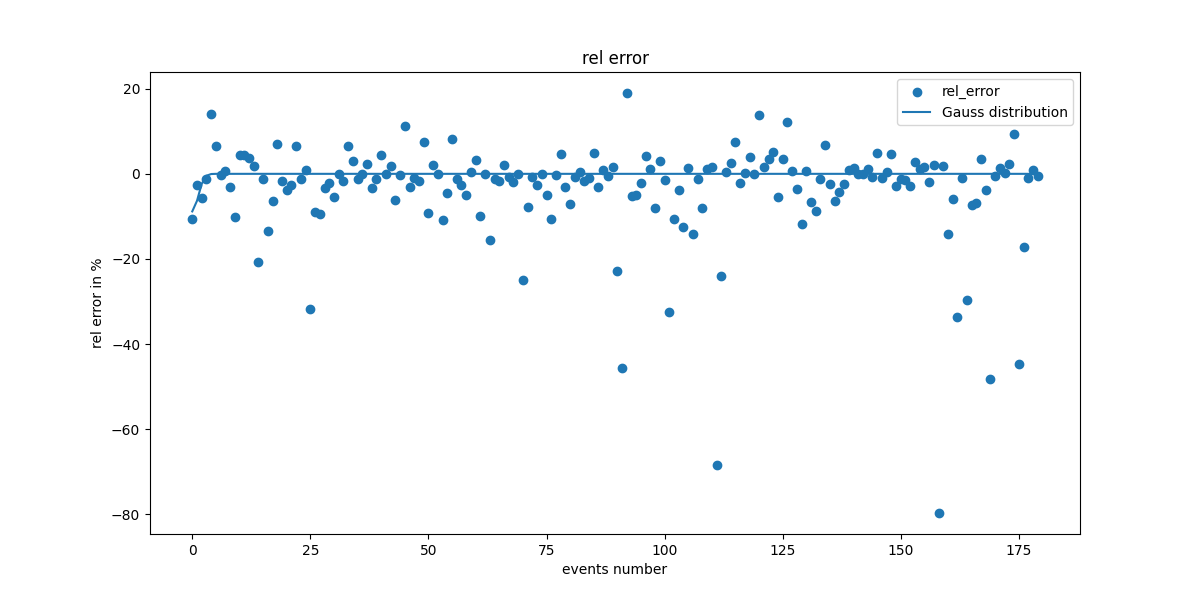 rel error
rel_error
Gauss distribution
rel error in %
20
0
−20
−40
−60
−80
0 25 50 75 100 125 150 175
events number